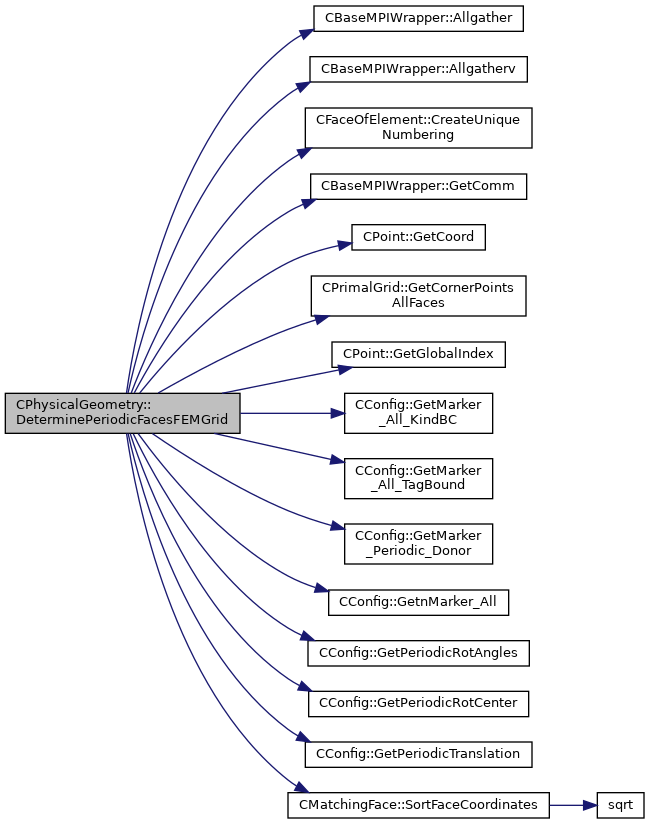 CBaseMPIWrapper::Allgather
CBaseMPIWrapper::Allgatherv
CFaceOfElement::CreateUnique
Numbering
CBaseMPIWrapper::GetComm
CPoint::GetCoord
CPrimalGrid::GetCornerPoints
AllFaces
CPoint::GetGlobalIndex
CPhysicalGeometry::
DeterminePeriodicFacesFEMGrid
CConfig::GetMarker
_All_KindBC
CConfig::GetMarker
_All_TagBound
CConfig::GetMarker
_Periodic_Donor
CConfig::GetnMarker_All
CConfig::GetPeriodicRotAngles
CConfig::GetPeriodicRotCenter
CConfig::GetPeriodicTranslation
CMatchingFace::SortFaceCoordinates
sqrt